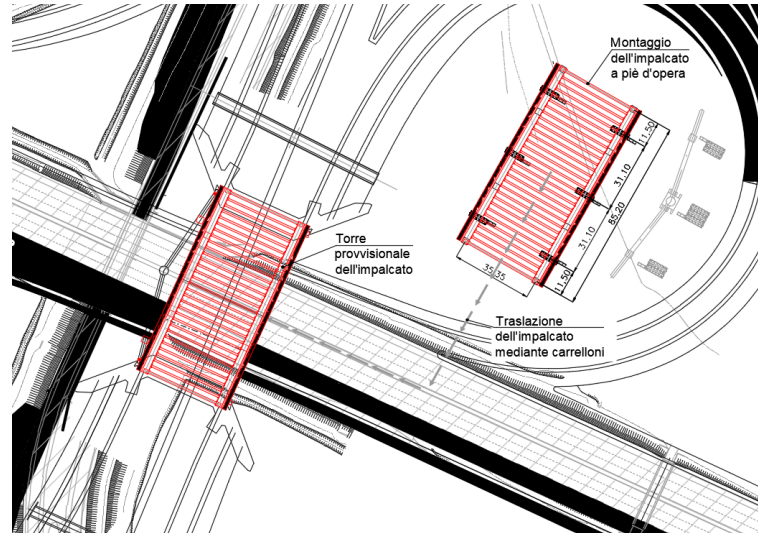 Montaggio
dell'impalcato
a piè d'opera
11.50
31.10
85.20
31.10
11.50
35.35
Torre
provvisionale
dell'impalcato
Traslazione
dell'impalcato
mediante carrelloni